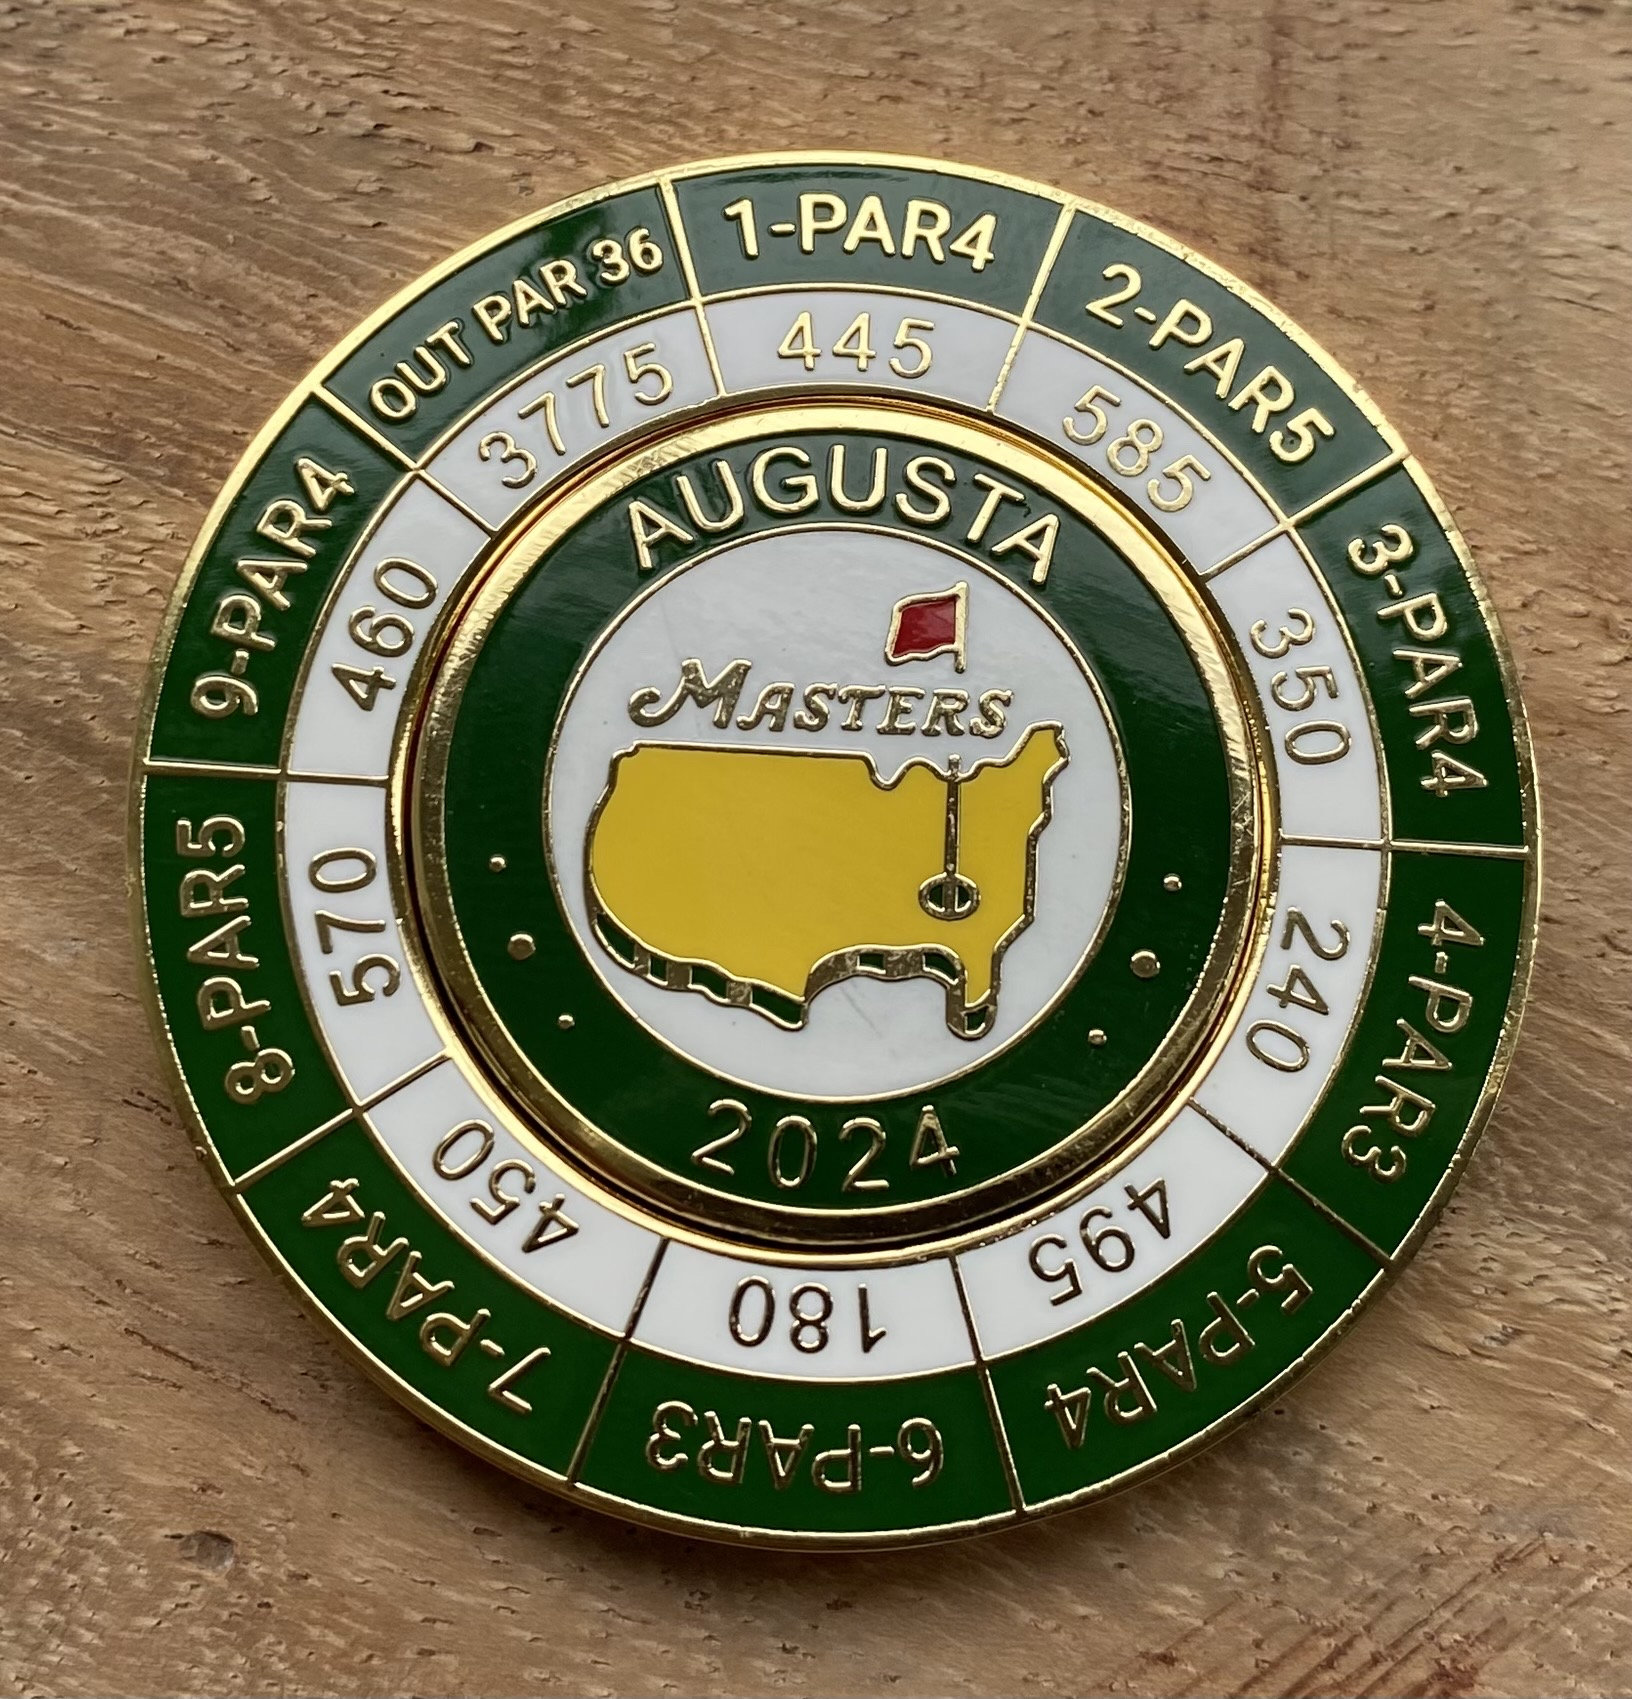 1-PAR4
445
2-PAR5
585
3-PAR4
350
4-PAR3
240
5-PAR4
495
6-PAR3
180
7-PAR4
450
8-PAR5
570
9-PAR4
460
OUT PAR 36
3775
AUGUSTA
MASTERS
2024